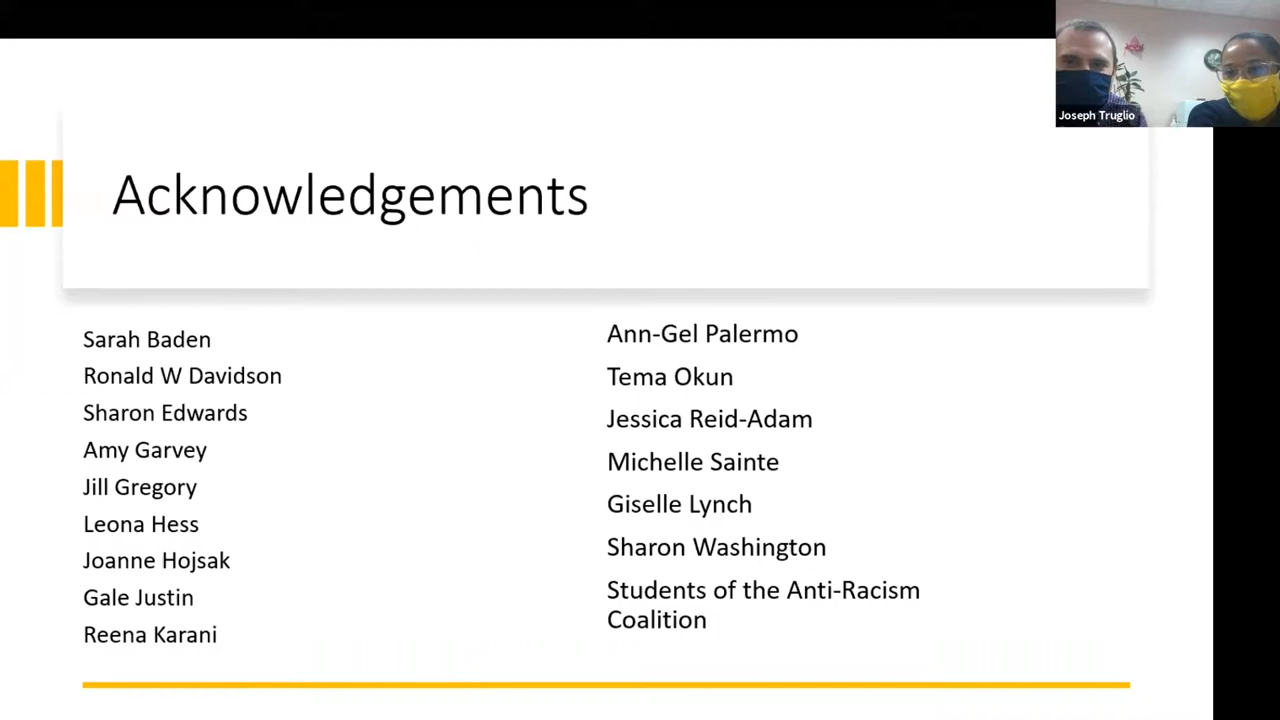 Joseph Truglio
Acknowledgements
Sarah Baden
Ronald W Davidson
Sharon Edwards
Amy Garvey
Jill Gregory
Leona Hess
Joanne Hojsak
Gale Justin
Reena Karani
Ann-Gel Palermo
Tema Okun
Jessica Reid-Adam
Michelle Sainte
Giselle Lynch
Sharon Washington
Students of the Anti-Racism
Coalition